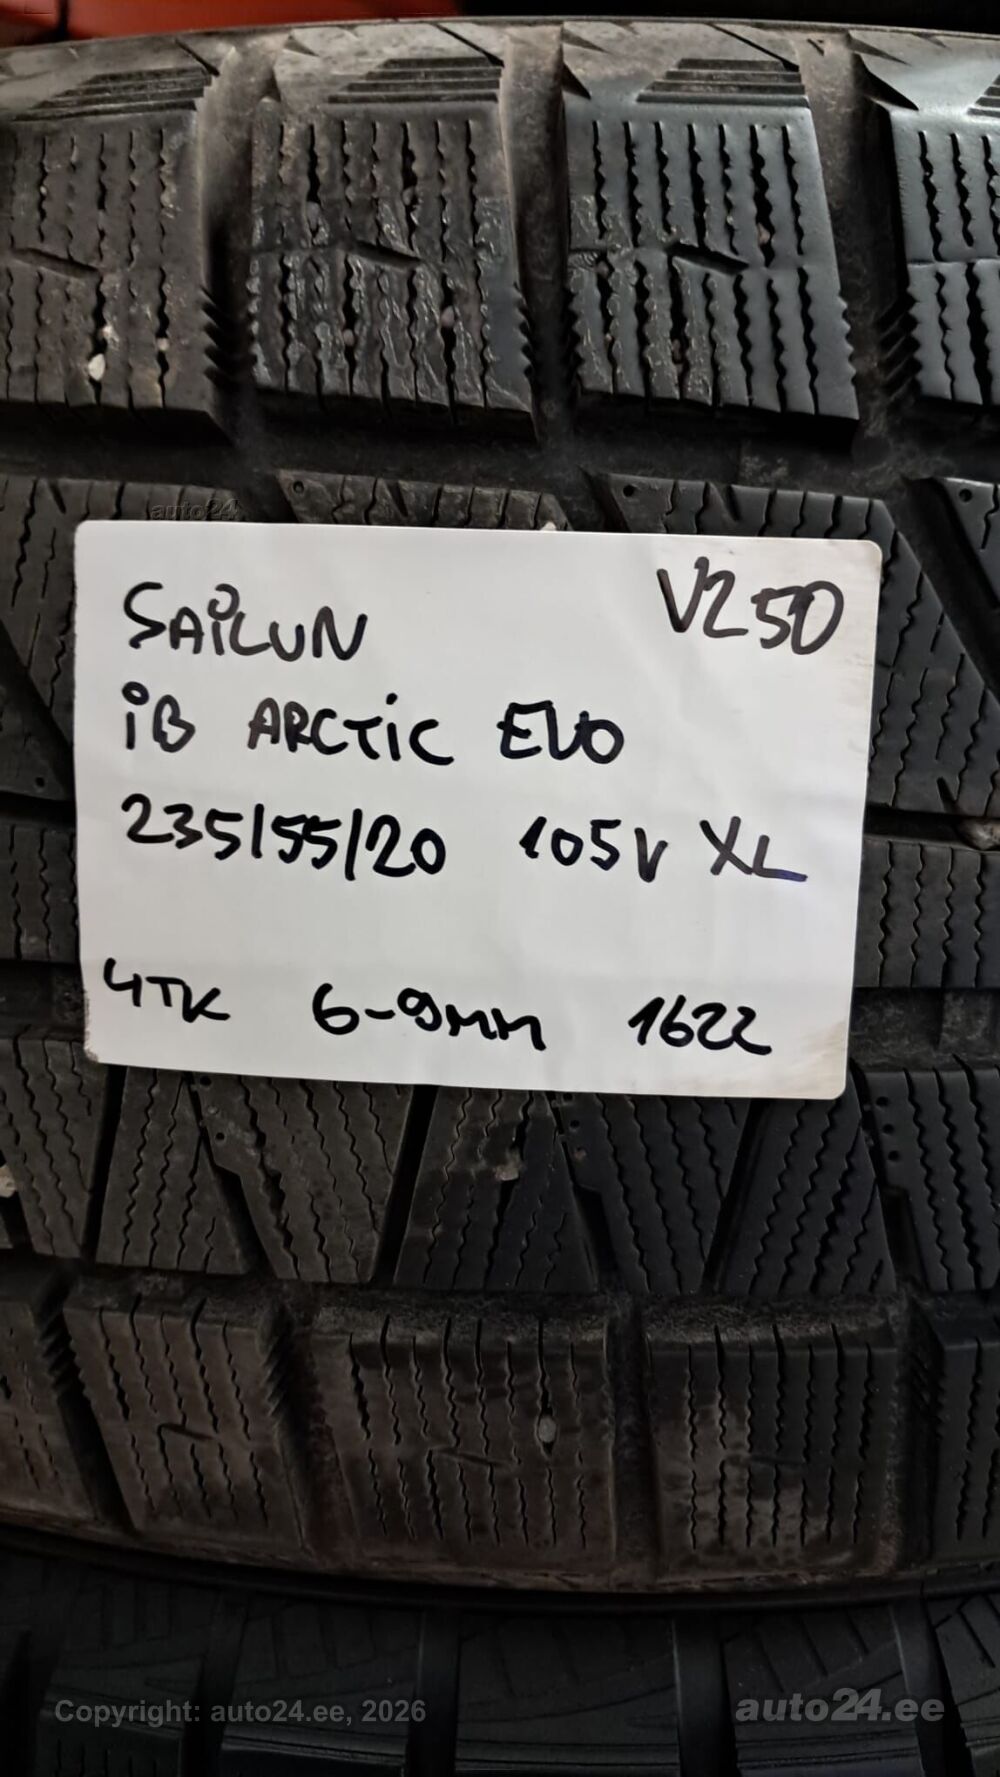 auto24
SAiLUN V250
iB ARCTiC EVO
235/55/20 105V XL
4TK 6-9mm 1622
Copyright: auto24.ee, 2026 auto24.ee